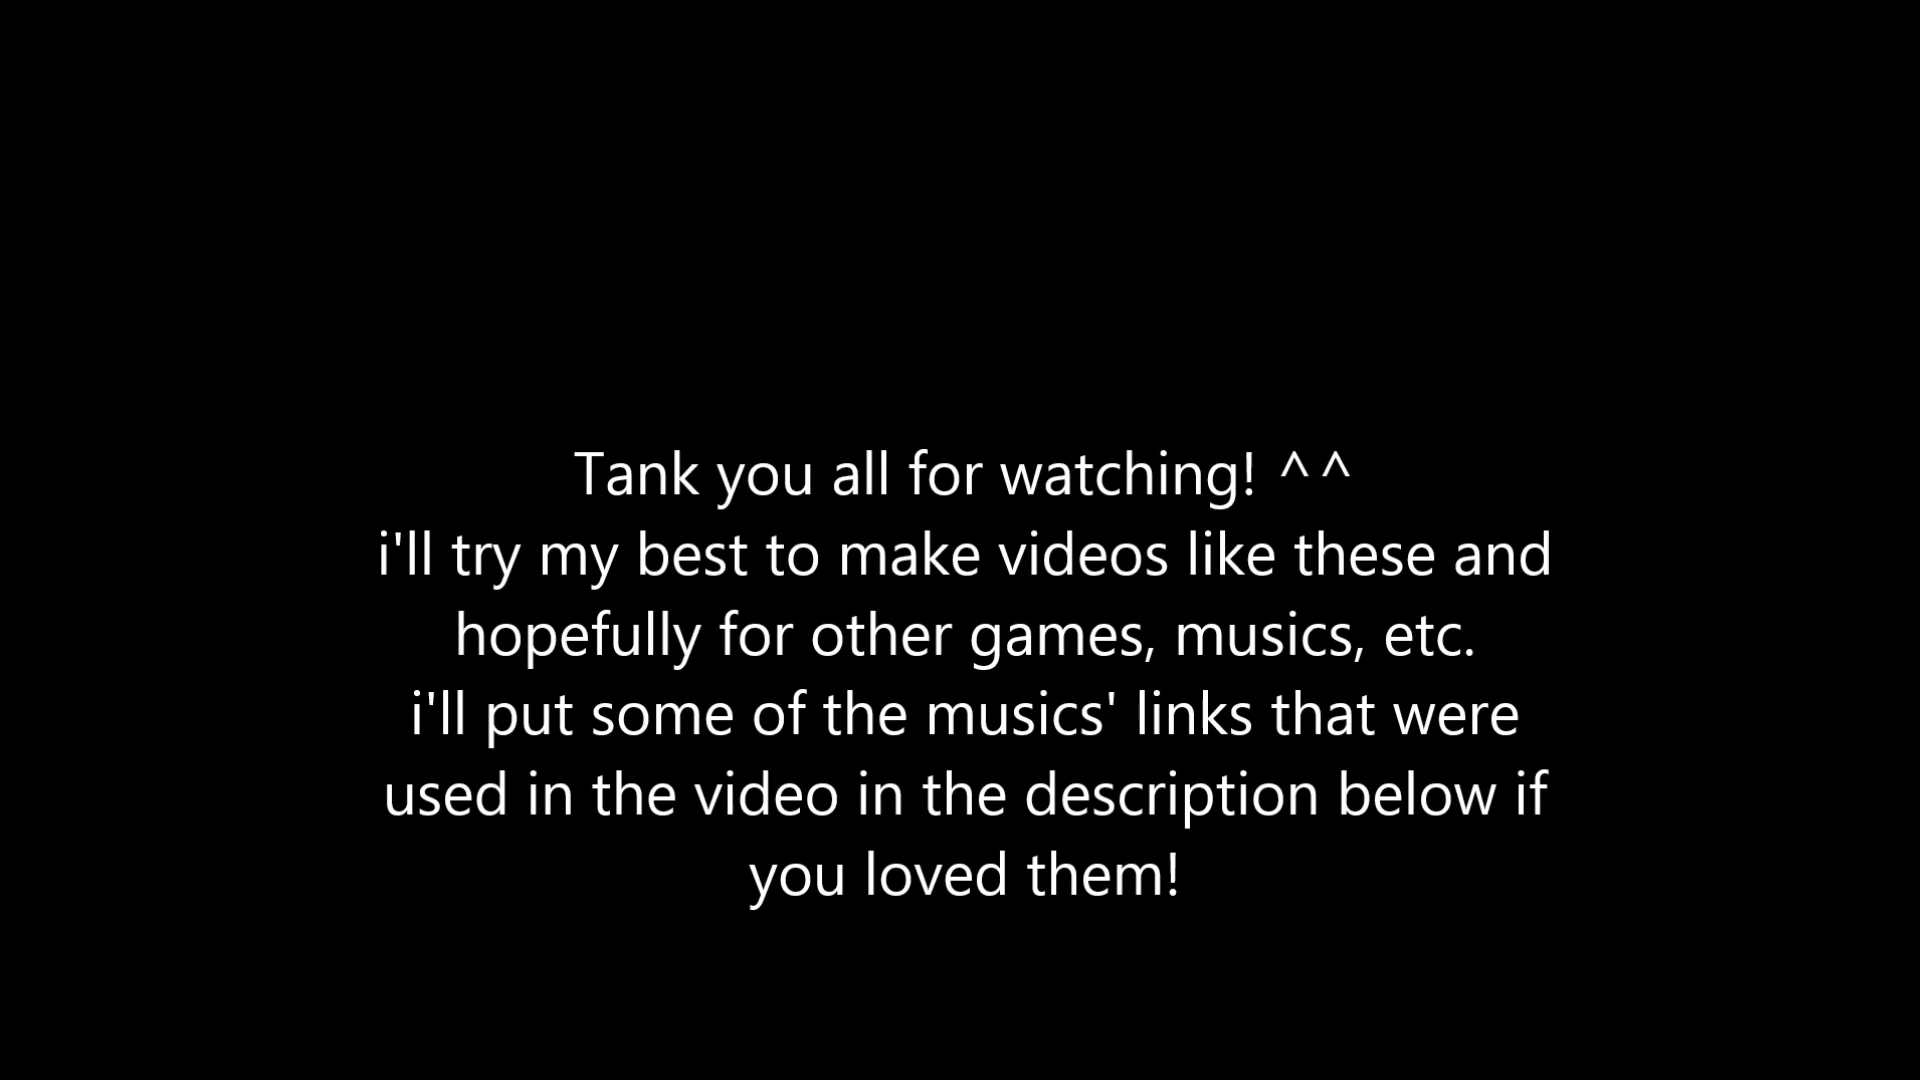 Tank you all for watching! ^^
i'll try my best to make videos like these and
hopefully for other games, musics, etc.
i'll put some of the musics' links that were
used in the video in the description below if
you loved them!